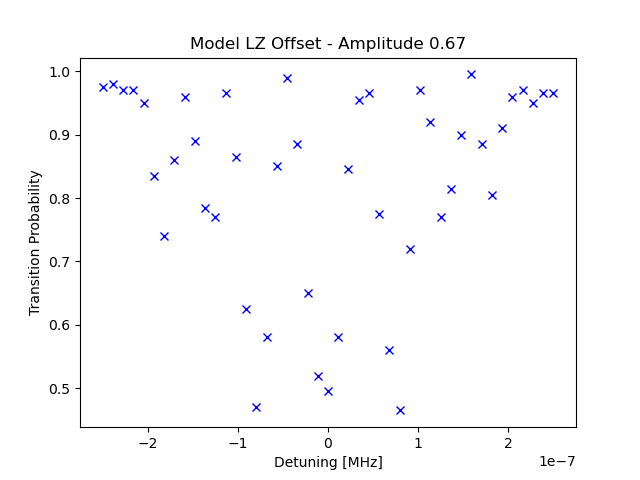 Model LZ Offset - Amplitude 0.67
Transition Probability
1.0
0.9
0.8
0.7
0.6
0.5
−2
−1
0
1
2
1e−7
Detuning [MHz]